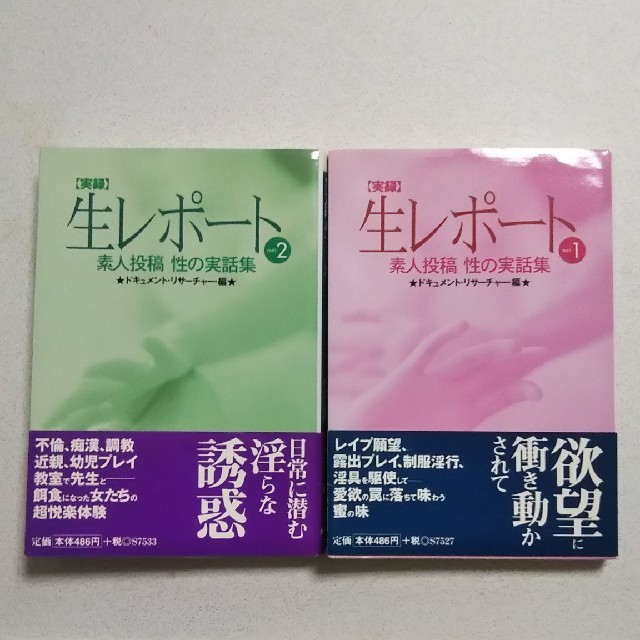 【実録】
生レポート
PART 2
素人投稿 性の実話集
★ドキュメント・リサーチャー・編★
日常に潜む
淫らな
誘惑
不倫、痴漢、調教
近親、幼児プレイ
教室で先生と――
餌食になった女たちの
超悦楽体験
定価 本体486円 +税◎S7533
【実録】
生レポート
PART 1
素人投稿 性の実話集
★ドキュメント・リサーチャー・編★
欲望に
衝き動か
されて
レイプ願望、
露出プレイ、制服淫行、
淫具を駆使して――
愛欲の罠に落ちて味わう
蜜の味
定価 本体486円 +税◎S7527